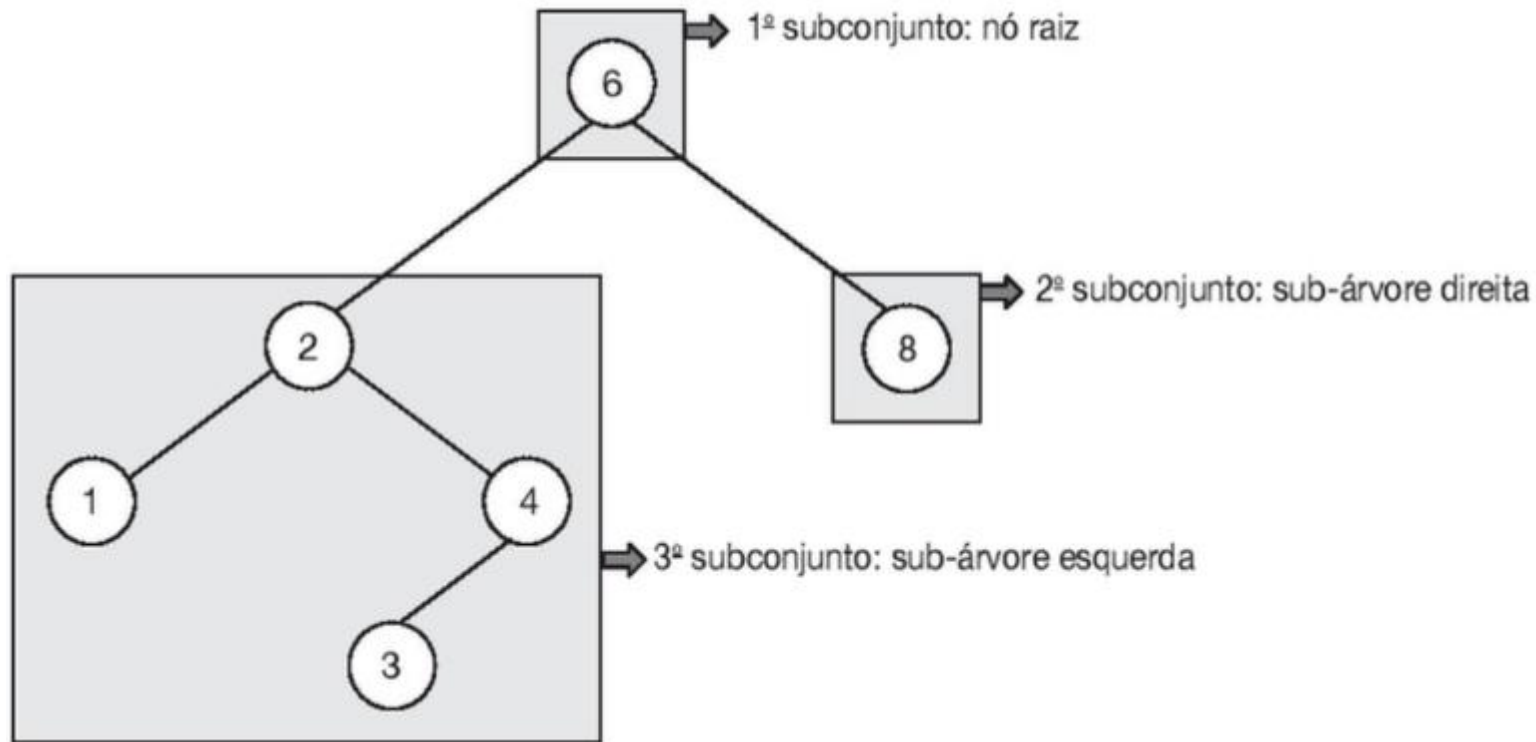 1º subconjunto: nó raiz
6
2º subconjunto: sub-árvore direita
2
8
1
4
3º subconjunto: sub-árvore esquerda
3